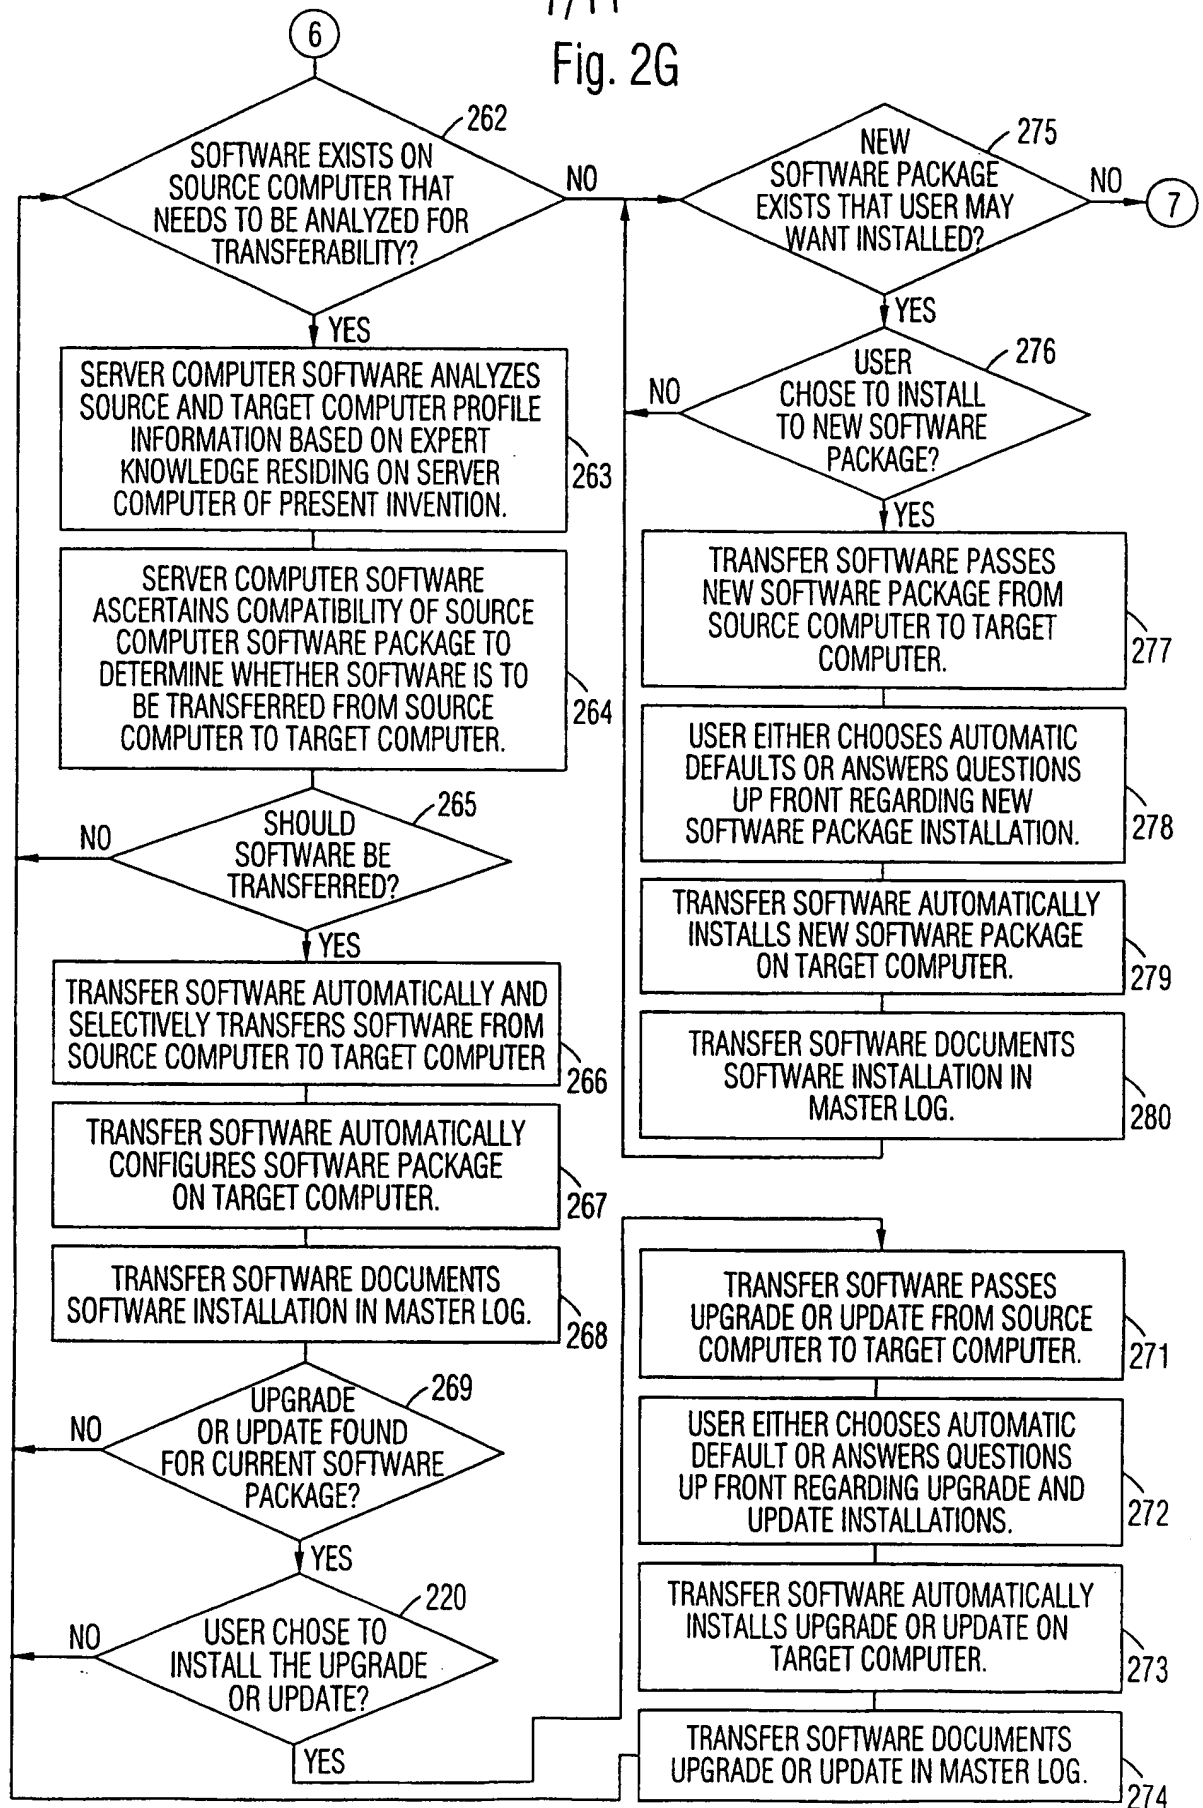 6
Fig. 2G
262
SOFTWARE EXISTS ON
SOURCE COMPUTER THAT
NEEDS TO BE ANALYZED FOR
TRANSFERABILITY?
NO
YES
SERVER COMPUTER SOFTWARE ANALYZES
SOURCE AND TARGET COMPUTER PROFILE
INFORMATION BASED ON EXPERT
KNOWLEDGE RESIDING ON SERVER
COMPUTER OF PRESENT INVENTION.
263
SERVER COMPUTER SOFTWARE
ASCERTAINS COMPATIBILITY OF SOURCE
COMPUTER SOFTWARE PACKAGE TO
DETERMINE WHETHER SOFTWARE IS TO
BE TRANSFERRED FROM SOURCE
COMPUTER TO TARGET COMPUTER.
264
265
SHOULD
SOFTWARE BE
TRANSFERRED?
NO
YES
TRANSFER SOFTWARE AUTOMATICALLY AND
SELECTIVELY TRANSFERS SOFTWARE FROM
SOURCE COMPUTER TO TARGET COMPUTER
266
TRANSFER SOFTWARE AUTOMATICALLY
CONFIGURES SOFTWARE PACKAGE
ON TARGET COMPUTER.
267
TRANSFER SOFTWARE DOCUMENTS
SOFTWARE INSTALLATION IN MASTER LOG.
268
269
UPGRADE
OR UPDATE FOUND
FOR CURRENT SOFTWARE
PACKAGE?
NO
YES
220
USER CHOSE TO
INSTALL THE UPGRADE
OR UPDATE?
NO
YES
275
NEW
SOFTWARE PACKAGE
EXISTS THAT USER MAY
WANT INSTALLED?
NO
7
YES
276
USER
CHOSE TO INSTALL
TO NEW SOFTWARE
PACKAGE?
NO
YES
TRANSFER SOFTWARE PASSES
NEW SOFTWARE PACKAGE FROM
SOURCE COMPUTER TO TARGET
COMPUTER.
277
USER EITHER CHOOSES AUTOMATIC
DEFAULTS OR ANSWERS QUESTIONS
UP FRONT REGARDING NEW
SOFTWARE PACKAGE INSTALLATION.
278
TRANSFER SOFTWARE AUTOMATICALLY
INSTALLS NEW SOFTWARE PACKAGE
ON TARGET COMPUTER.
279
TRANSFER SOFTWARE DOCUMENTS
SOFTWARE INSTALLATION IN
MASTER LOG.
280
TRANSFER SOFTWARE PASSES
UPGRADE OR UPDATE FROM SOURCE
COMPUTER TO TARGET COMPUTER.
271
USER EITHER CHOOSES AUTOMATIC
DEFAULT OR ANSWERS QUESTIONS
UP FRONT REGARDING UPGRADE AND
UPDATE INSTALLATIONS.
272
TRANSFER SOFTWARE AUTOMATICALLY
INSTALLS UPGRADE OR UPDATE ON
TARGET COMPUTER.
273
TRANSFER SOFTWARE DOCUMENTS
UPGRADE OR UPDATE IN MASTER LOG.
274